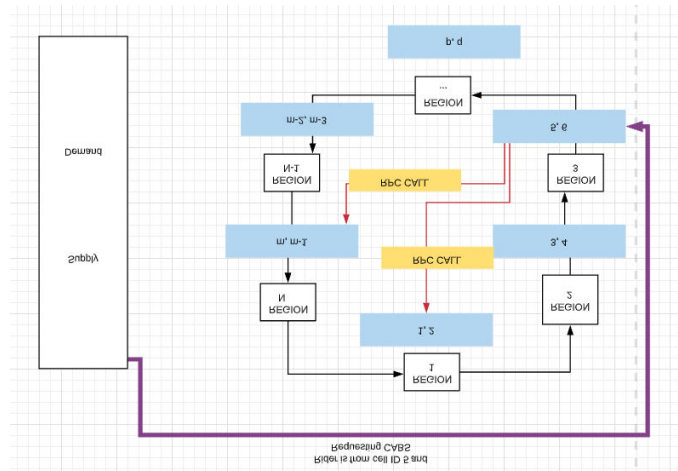 Rider is from cell ID 5 and
Requesting CABS
REGION
1
1, 2
REGION
N
REGION
2
Supply
RPC CALL
m, m-1
3, 4
RPC CALL
REGION
N-1
REGION
3
Demand
m-2, m-3
5, 6
REGION
...
p, q